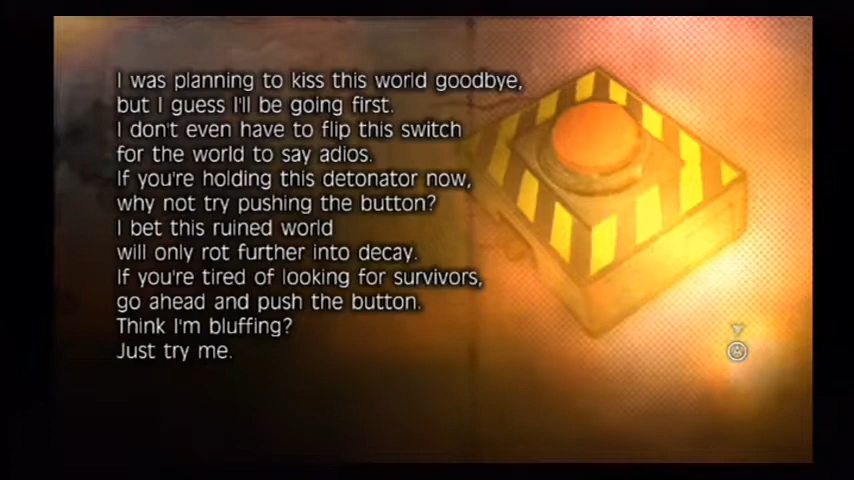 I was planning to kiss this world goodbye,
but I guess I'll be going first.
I don't even have to flip this switch
for the world to say adios.
If you're holding this detonator now,
why not try pushing the button?
I bet this ruined world
will only rot further into decay.
If you're tired of looking for survivors,
go ahead and push the button.
Think I'm bluffing?
Just try me.
A